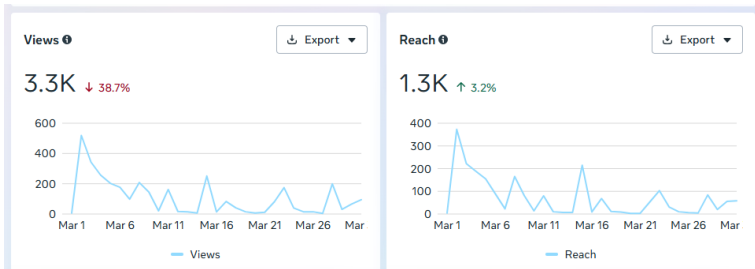 Views
Export
3.3K ↓ 38.7%
600
400
200
0
Mar 1 Mar 6 Mar 11 Mar 16 Mar 21 Mar 26 Mar
Views
Reach
Export
1.3K ↑ 3.2%
400
300
200
100
0
Mar 1 Mar 6 Mar 11 Mar 16 Mar 21 Mar 26 Mar
Reach